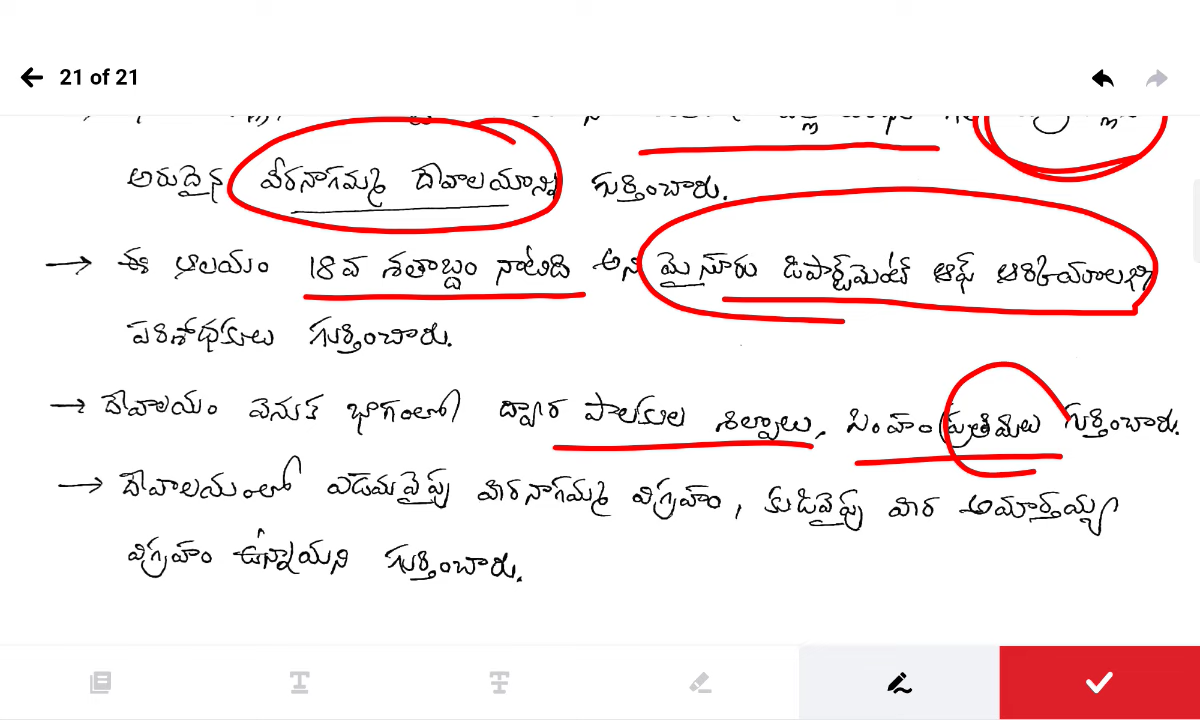 21 of 21
అరుదైన వీరనాగమ్మ దేవాలయాన్ని గుర్తించారు.
→ ఈ ఆలయం 18వ శతాబ్దం నాటిది అని మైసూరు డిపార్ట్‌మెంట్ ఆఫ్ ఆర్కియాలజీ
పరిశోధకులు గుర్తించారు.
→ దేవాలయం వెనుక భాగంలో ద్వార పాలకుల శిల్పాలు, సింహం ప్రతిమలు గుర్తించారు.
→ దేవాలయంలో ఎడమవైపు వీరనాగమ్మ విగ్రహం, కుడివైపు వీర అమార్తయ్య
విగ్రహం ఉన్నాయని గుర్తించారు.